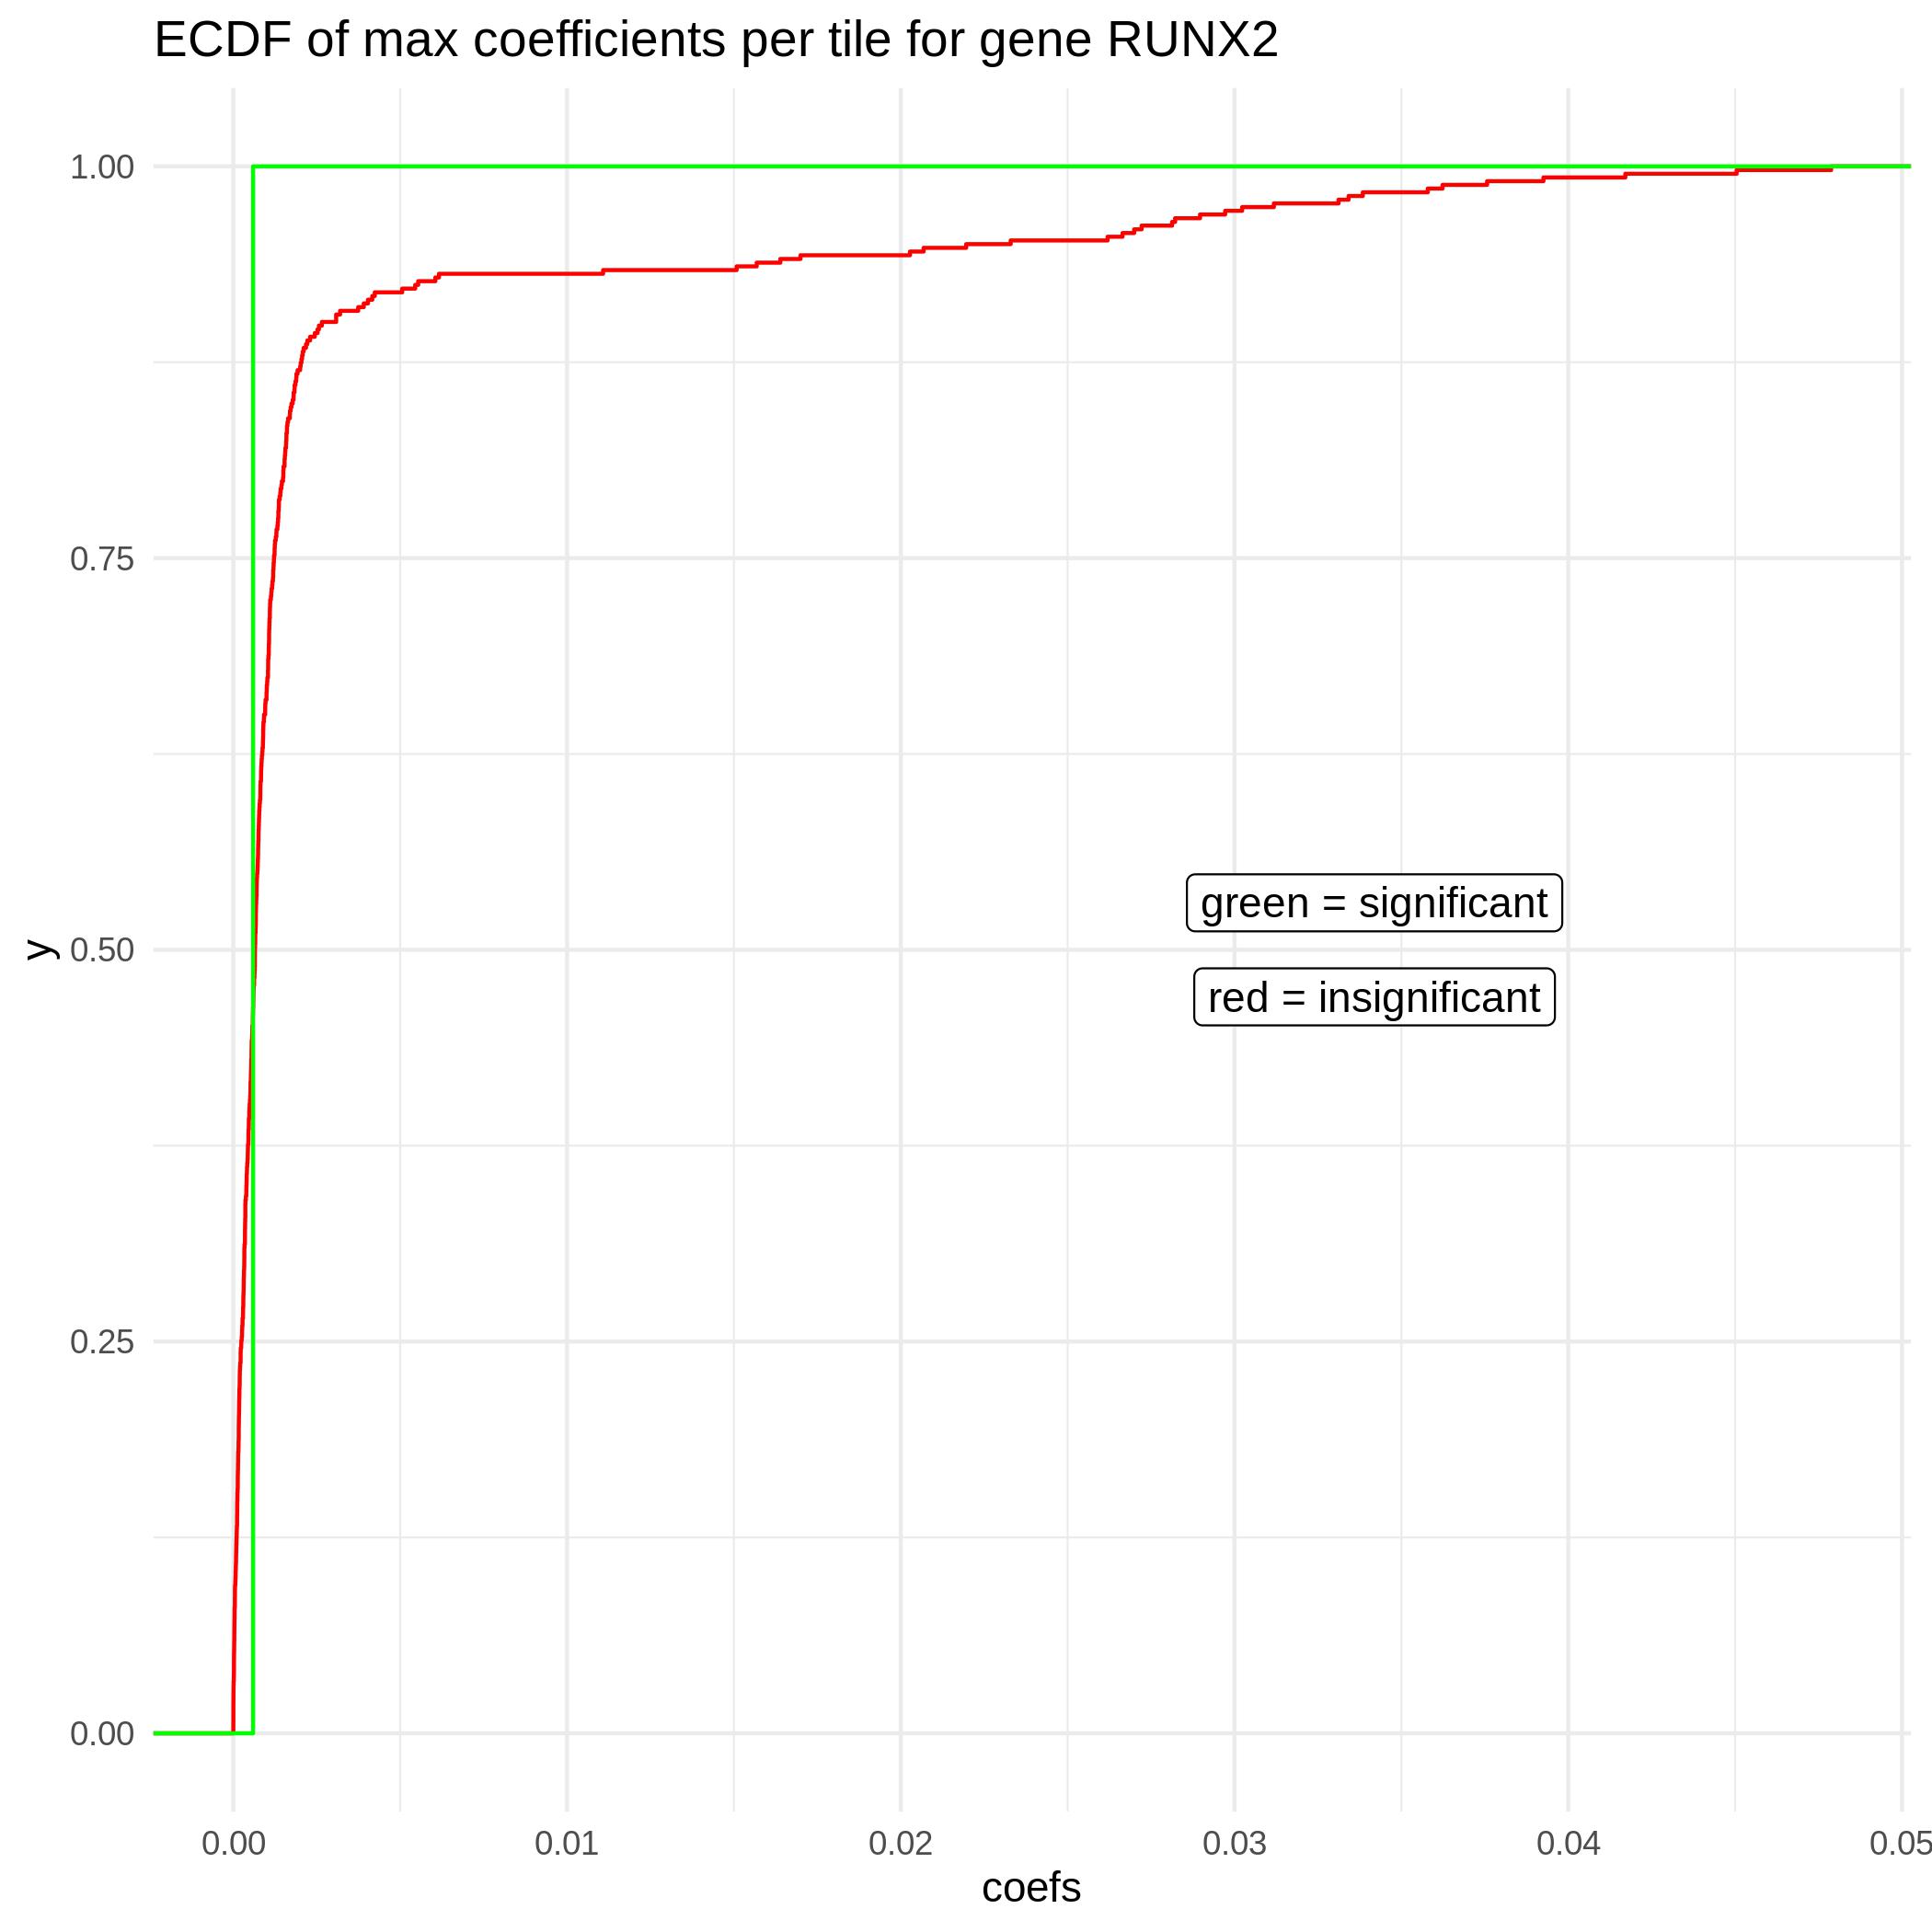 ECDF of max coefficients per tile for gene RUNX2
1.00
0.75
0.50
0.25
0.00
y
green = significant
red = insignificant
0.00 0.01 0.02 0.03 0.04 0.05
coefs